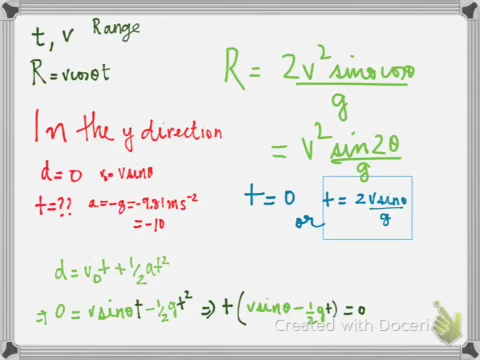 t, v Range
R = vcosθt
In the y direction
d = 0 v₀ = vsinθ
t = ?? a = -g = -9.81ms⁻²
= -10
d = v₀t + 1/2at²
⇒ 0 = vsinθt - 1/2gt² ⇒ t(vsinθ - 1/2gt) = 0
R = 2v²sinθcosθ/g
= v²sin2θ/g
t = 0
or
t = 2vsinθ/g
Created with Doceri